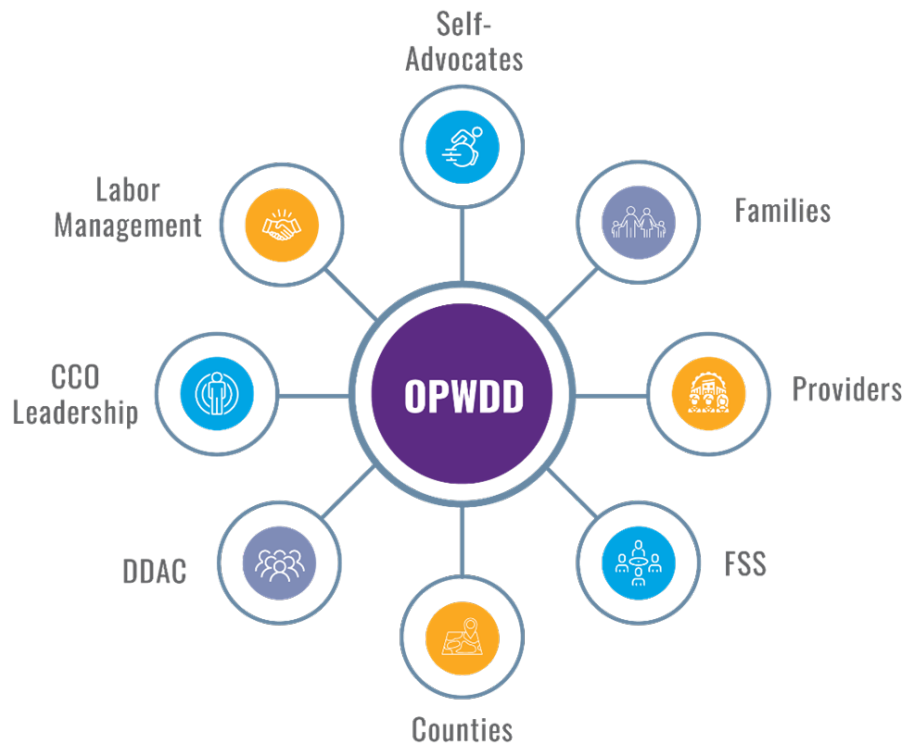 Self-
Advocates
Labor
Management
Families
CCO
Leadership
OPWDD
Providers
DDAC
FSS
Counties